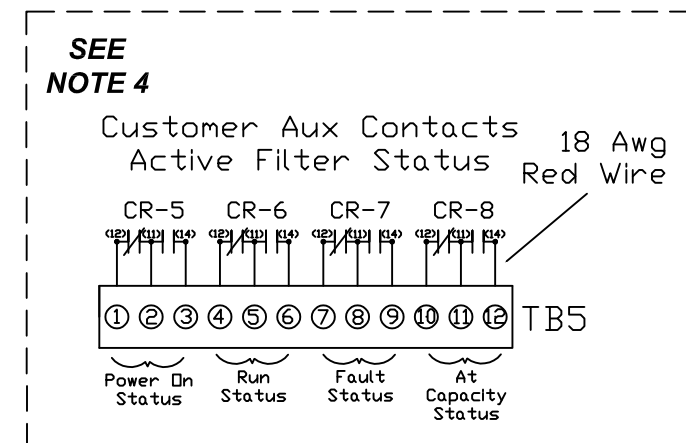 SEE
NOTE 4
Customer Aux Contacts
Active Filter Status
18 Awg
Red Wire
CR-5 CR-6 CR-7 CR-8
(12) (11) (14) (12) (11) (14) (12) (11) (14) (12) (11) (14)
1 2 3 4 5 6 7 8 9 10 11 12 TB5
Power On
Status
Run
Status
Fault
Status
At
Capacity
Status